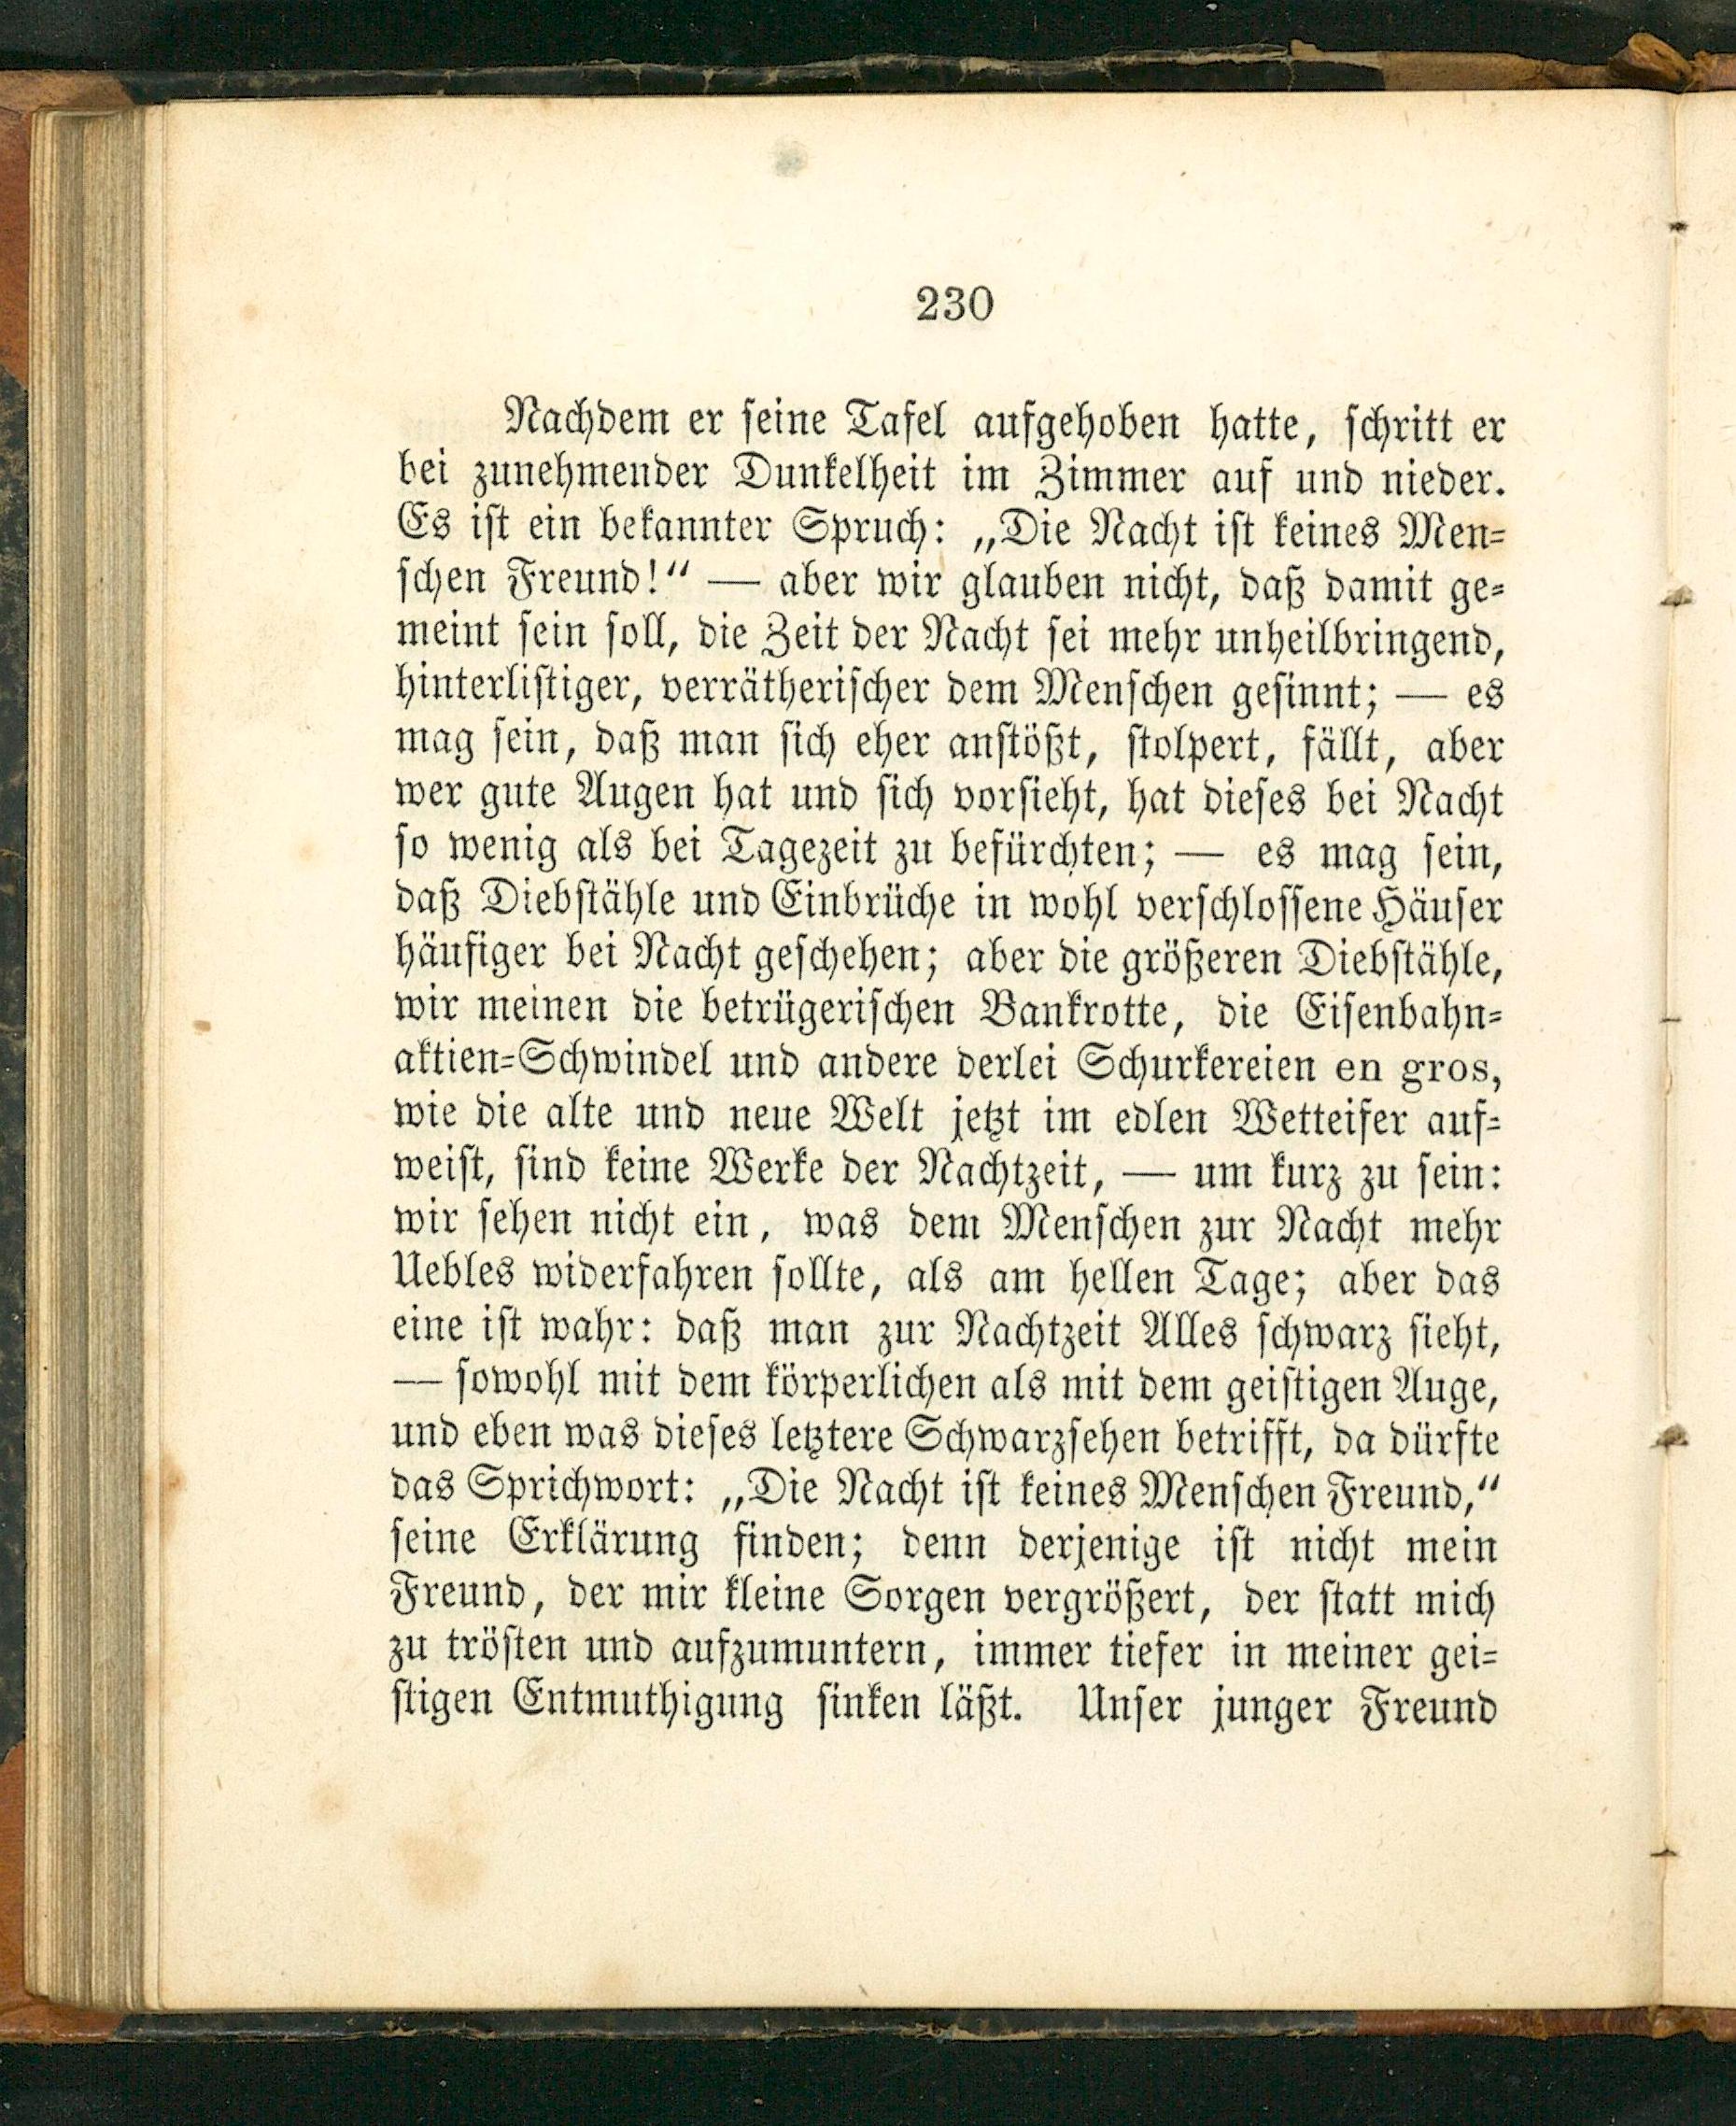 230
Nachdem er seine Tafel aufgehoben hatte, schritt er
bei zunehmender Dunkelheit im Zimmer auf und nieder.
Es ist ein bekannter Spruch: „Die Nacht ist keines Men-
schen Freund!“ — aber wir glauben nicht, daß damit ge-
meint sein soll, die Zeit der Nacht sei mehr unheilbringend,
hinterlistiger, verrätherischer dem Menschen gesinnt; — es
mag sein, daß man sich eher anstößt, stolpert, fällt, aber
wer gute Augen hat und sich vorsieht, hat dieses bei Nacht
so wenig als bei Tagezeit zu befürchten; — es mag sein,
daß Diebstähle und Einbrüche in wohl verschlossene Häuser
häufiger bei Nacht geschehen; aber die größeren Diebstähle,
wir meinen die betrügerischen Bankrotte, die Eisenbahn-
aktien-Schwindel und andere derlei Schurkereien en gros,
wie die alte und neue Welt jetzt im edlen Wetteifer auf-
weist, sind keine Werke der Nachtzeit, — um kurz zu sein:
wir sehen nicht ein, was dem Menschen zur Nacht mehr
Uebles widerfahren sollte, als am hellen Tage; aber das
eine ist wahr: daß man zur Nachtzeit Alles schwarz sieht,
— sowohl mit dem körperlichen als mit dem geistigen Auge,
und eben was dieses letztere Schwarzsehen betrifft, da dürfte
das Sprichwort: „Die Nacht ist keines Menschen Freund,“
seine Erklärung finden; denn derjenige ist nicht mein
Freund, der mir kleine Sorgen vergrößert, der statt mich
zu trösten und aufzumuntern, immer tiefer in meiner gei-
stigen Entmuthigung sinken läßt. Unser junger Freund